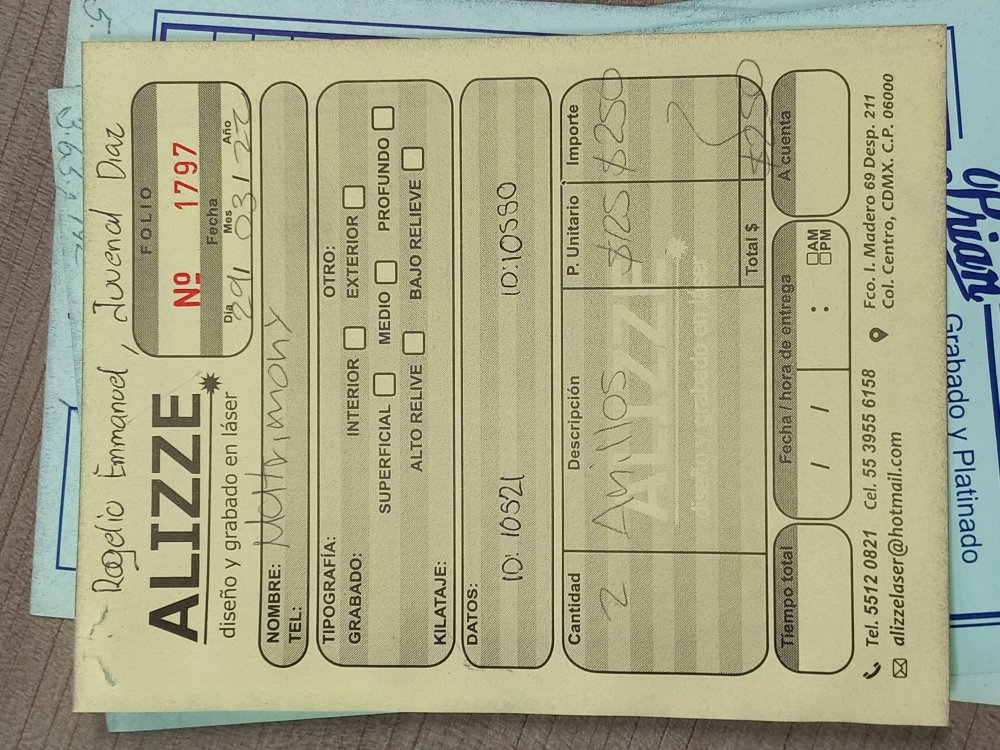 Rogelio Emmanuel, Juvenal Diaz
ALIZZE
diseño y grabado en láser
FOLIO
Nº 1797
Fecha
Día Mes Año
29 03 22
NOMBRE: Mattrimony
TEL:
TIPOGRAFÍA:
INTERIOR
OTRO:
GRABADO:
EXTERIOR
SUPERFICIAL
MEDIO
PROFUNDO
ALTO RELIVE
BAJO RELIEVE
KILATAJE:
DATOS:
ID: 10521 ID: 10580
Cantidad Descripción P. Unitario Importe
2 Anillos $125 $250
Total $ $250
Tiempo total
Fecha / hora de entrega
A cuenta
/ / : AM
PM
Tel. 5512 0821 Cel. 55 3955 6158
alizzelaser@hotmail.com
Fco. I. Madero 69 Desp. 211
Col. Centro, CDMX. C.P. 06000
Grabado y Platinado